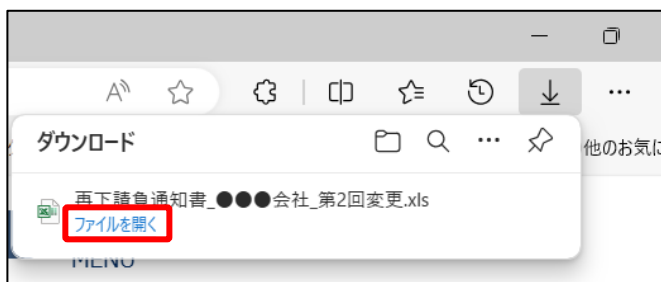 A
ダウンロード
他のお気に
再下請負通知書_●●●会社_第2回変更.xls
ファイルを開く
MENU